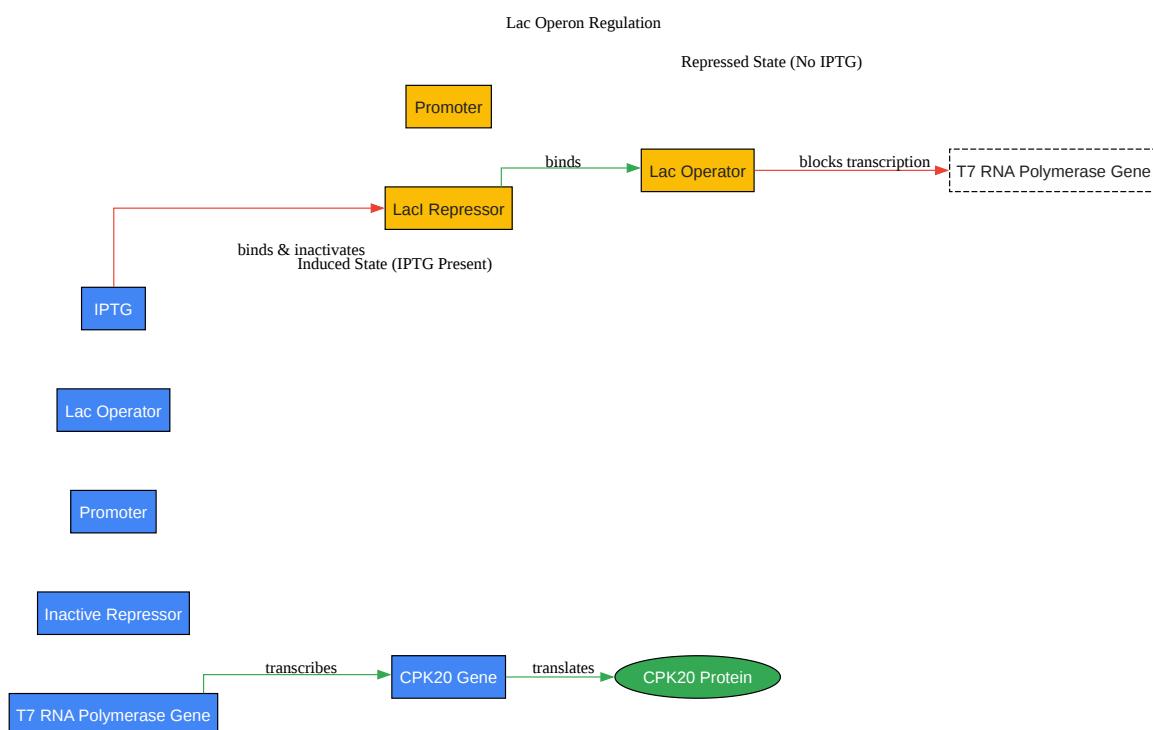 Lac Operon Regulation
Repressed State (No IPTG)
Promoter
binds
Lac Operator
blocks transcription
T7 RNA Polymerase Gene
LacI Repressor
binds & inactivates
Induced State (IPTG Present)
IPTG
Lac Operator
Promoter
Inactive Repressor
transcribes
CPK20 Gene
translates
CPK20 Protein
T7 RNA Polymerase Gene